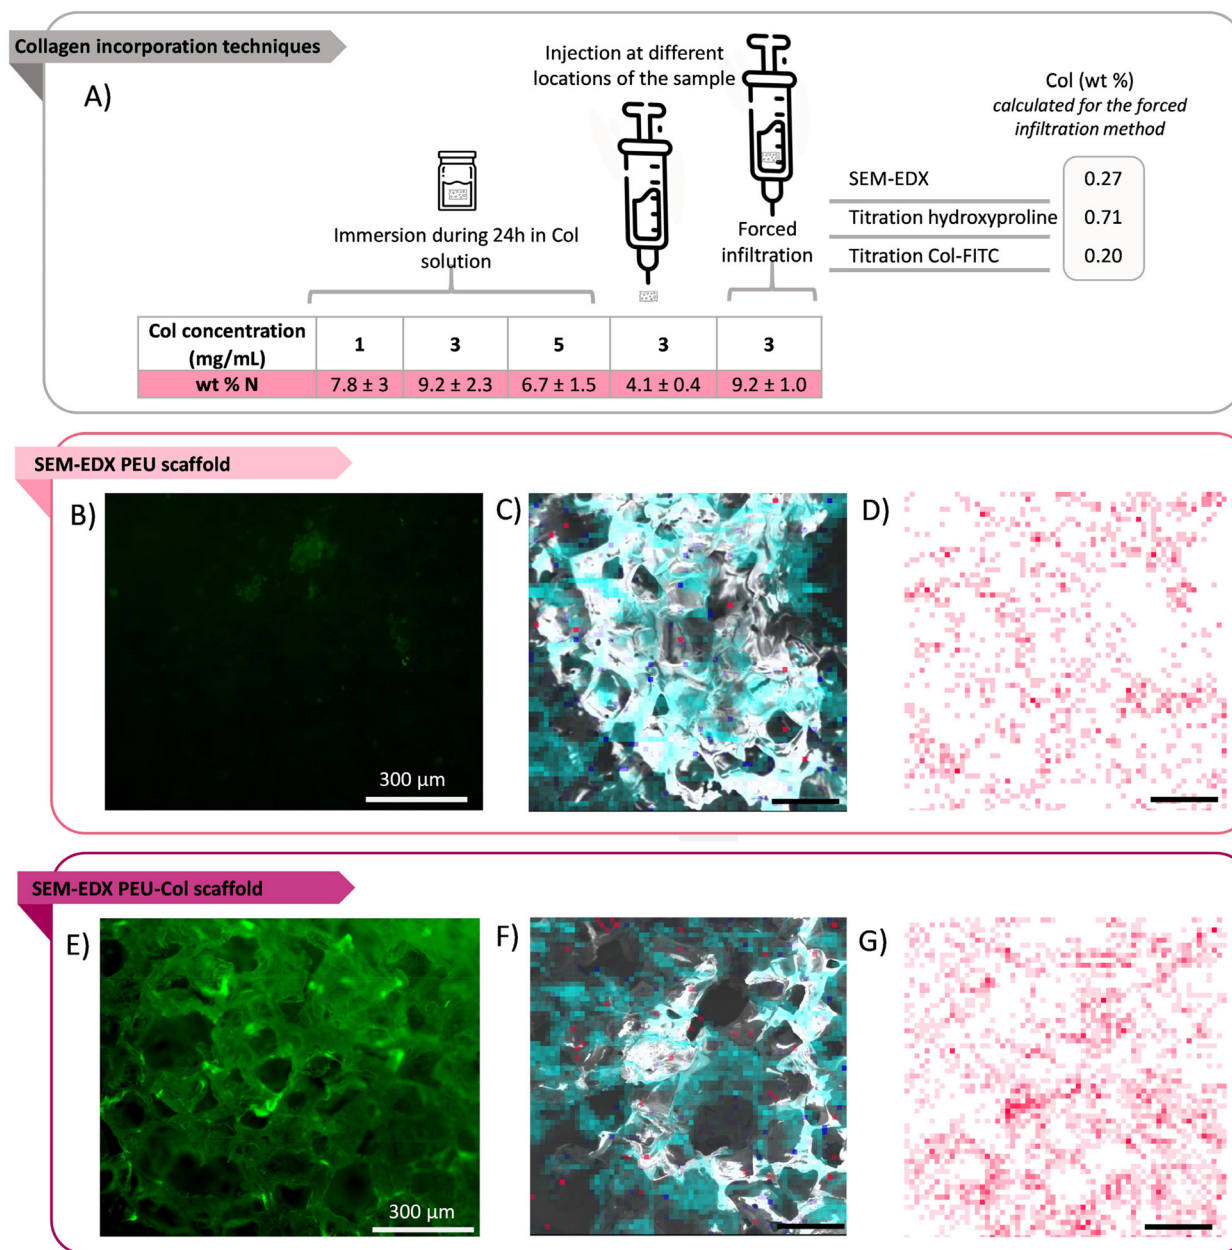 Collagen incorporation techniques
A)
Injection at different
locations of the sample
Immersion during 24h in Col
solution
Forced
infiltration
Col (wt %)
calculated for the forced
infiltration method
SEM-EDX 0.27
Titration hydroxyproline 0.71
Titration Col-FITC 0.20
Col concentration
(mg/mL) 1 3 5 3 3
wt % N 7.8 ± 3 9.2 ± 2.3 6.7 ± 1.5 4.1 ± 0.4 9.2 ± 1.0
SEM-EDX PEU scaffold
B) C) D)
300 µm
SEM-EDX PEU-Col scaffold
E) F) G)
300 µm